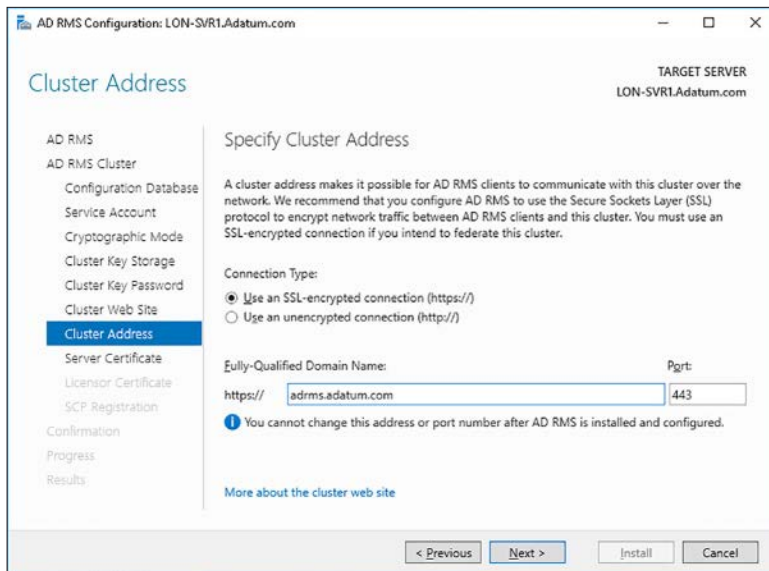 AD RMS Configuration: LON-SVR1.Adatum.com
Cluster Address
TARGET SERVER
LON-SVR1.Adatum.com
AD RMS
AD RMS Cluster
Configuration Database
Service Account
Cryptographic Mode
Cluster Key Storage
Cluster Key Password
Cluster Web Site
Cluster Address
Server Certificate
Licensor Certificate
SCP Registration
Confirmation
Progress
Results
Specify Cluster Address
A cluster address makes it possible for AD RMS clients to communicate with this cluster over the
network. We recommend that you configure AD RMS to use the Secure Sockets Layer (SSL)
protocol to encrypt network traffic between AD RMS clients and this cluster. You must use an
SSL-encrypted connection if you intend to federate this cluster.
Connection Type:
Use an SSL-encrypted connection (https://)
Use an unencrypted connection (http://)
Fully-Qualified Domain Name: Port:
https:// adrms.adatum.com 443
You cannot change this address or port number after AD RMS is installed and configured.
More about the cluster web site
< Previous Next > Install Cancel